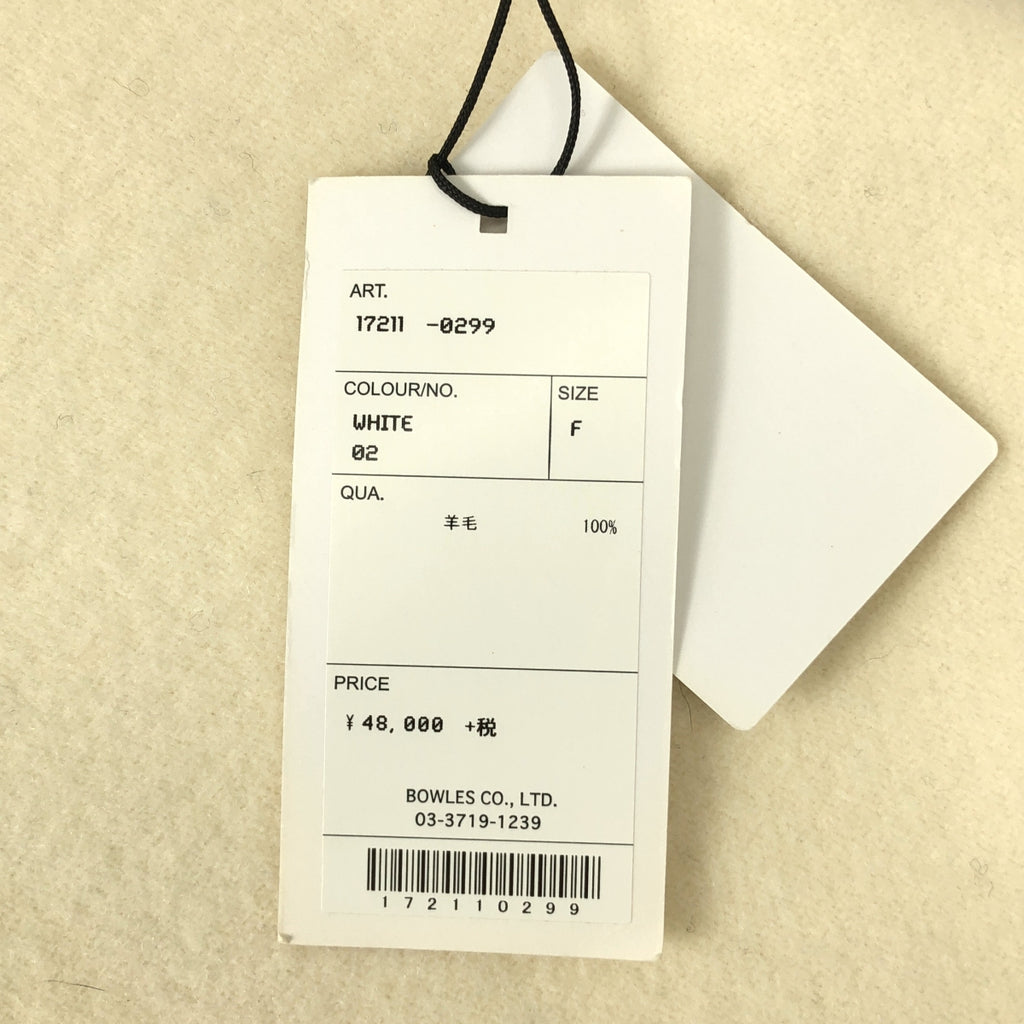 ART.
17211 -0299
COLOUR/NO.
WHITE
02
SIZE
F
QUA.
羊毛 100%
PRICE
¥48,000 +税
BOWLES CO., LTD.
03-3719-1239
172110299